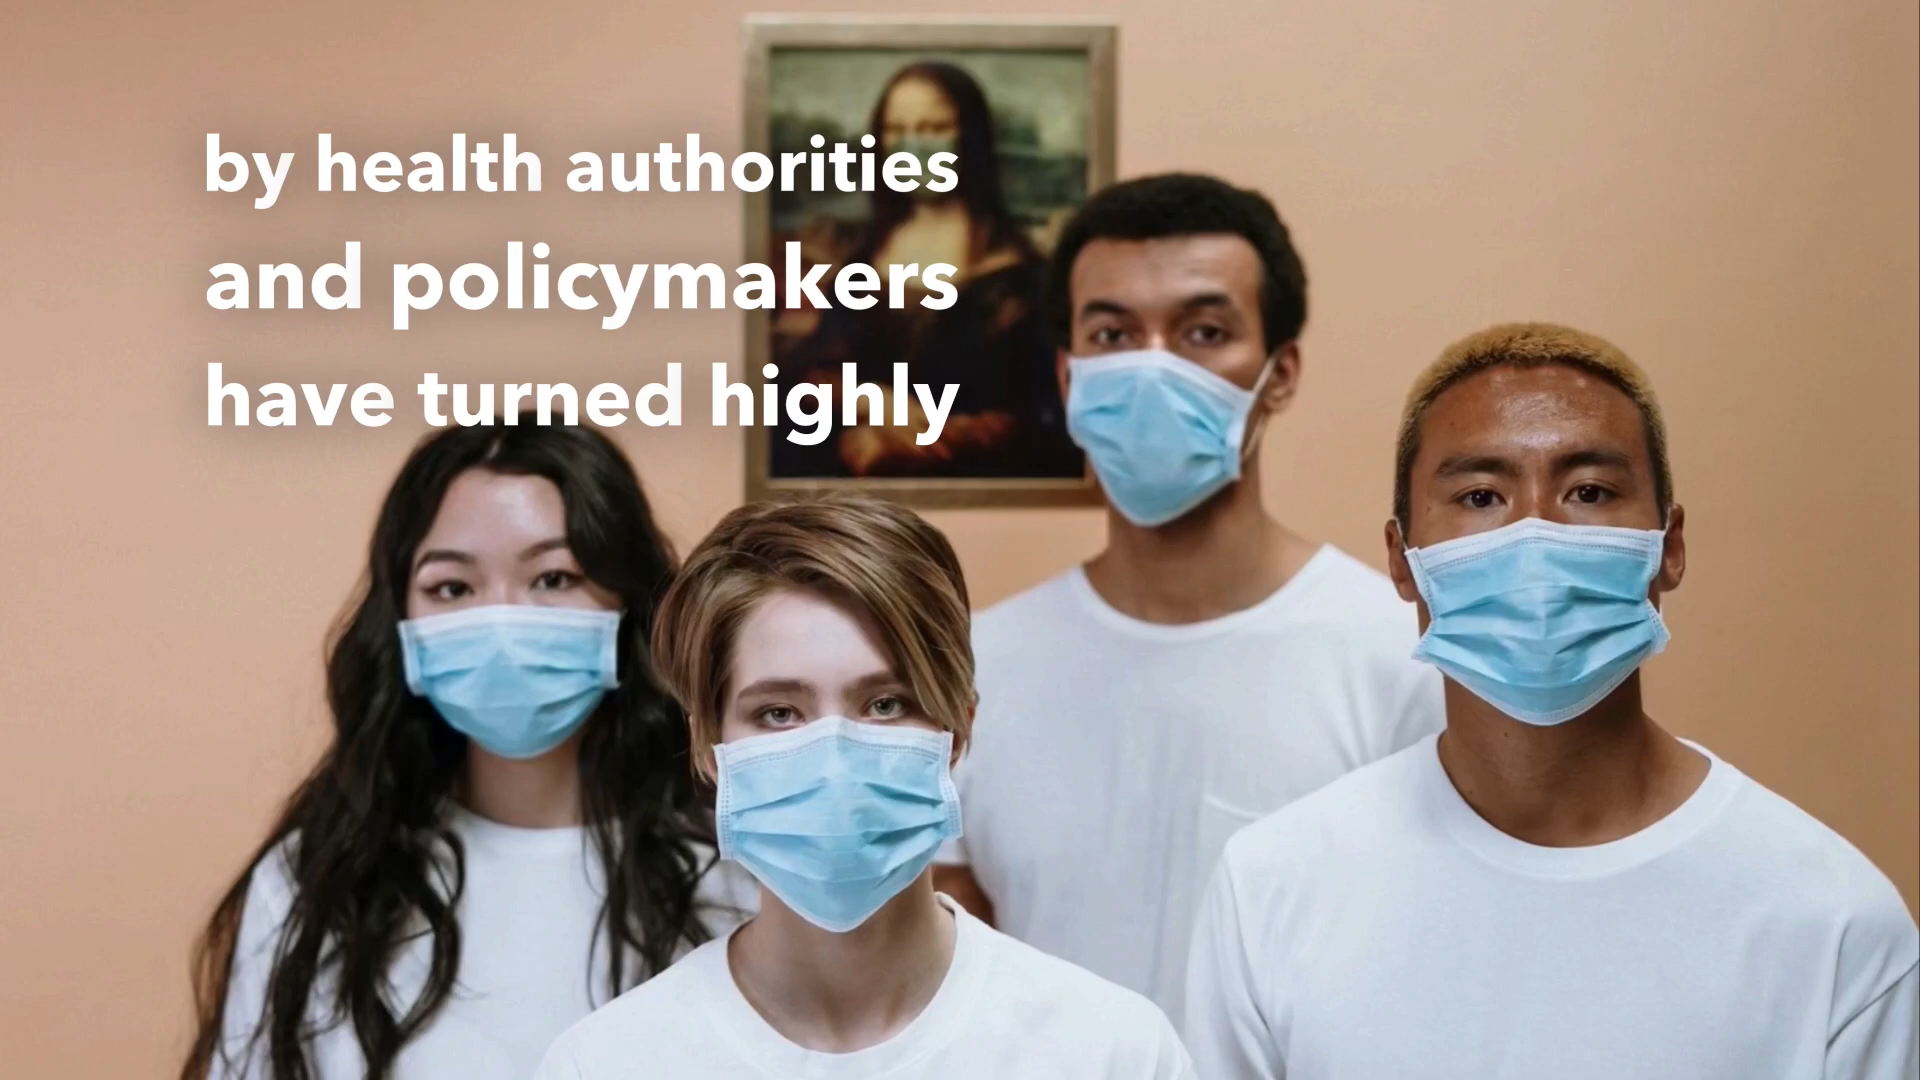 by health authorities
and policymakers
have turned highly